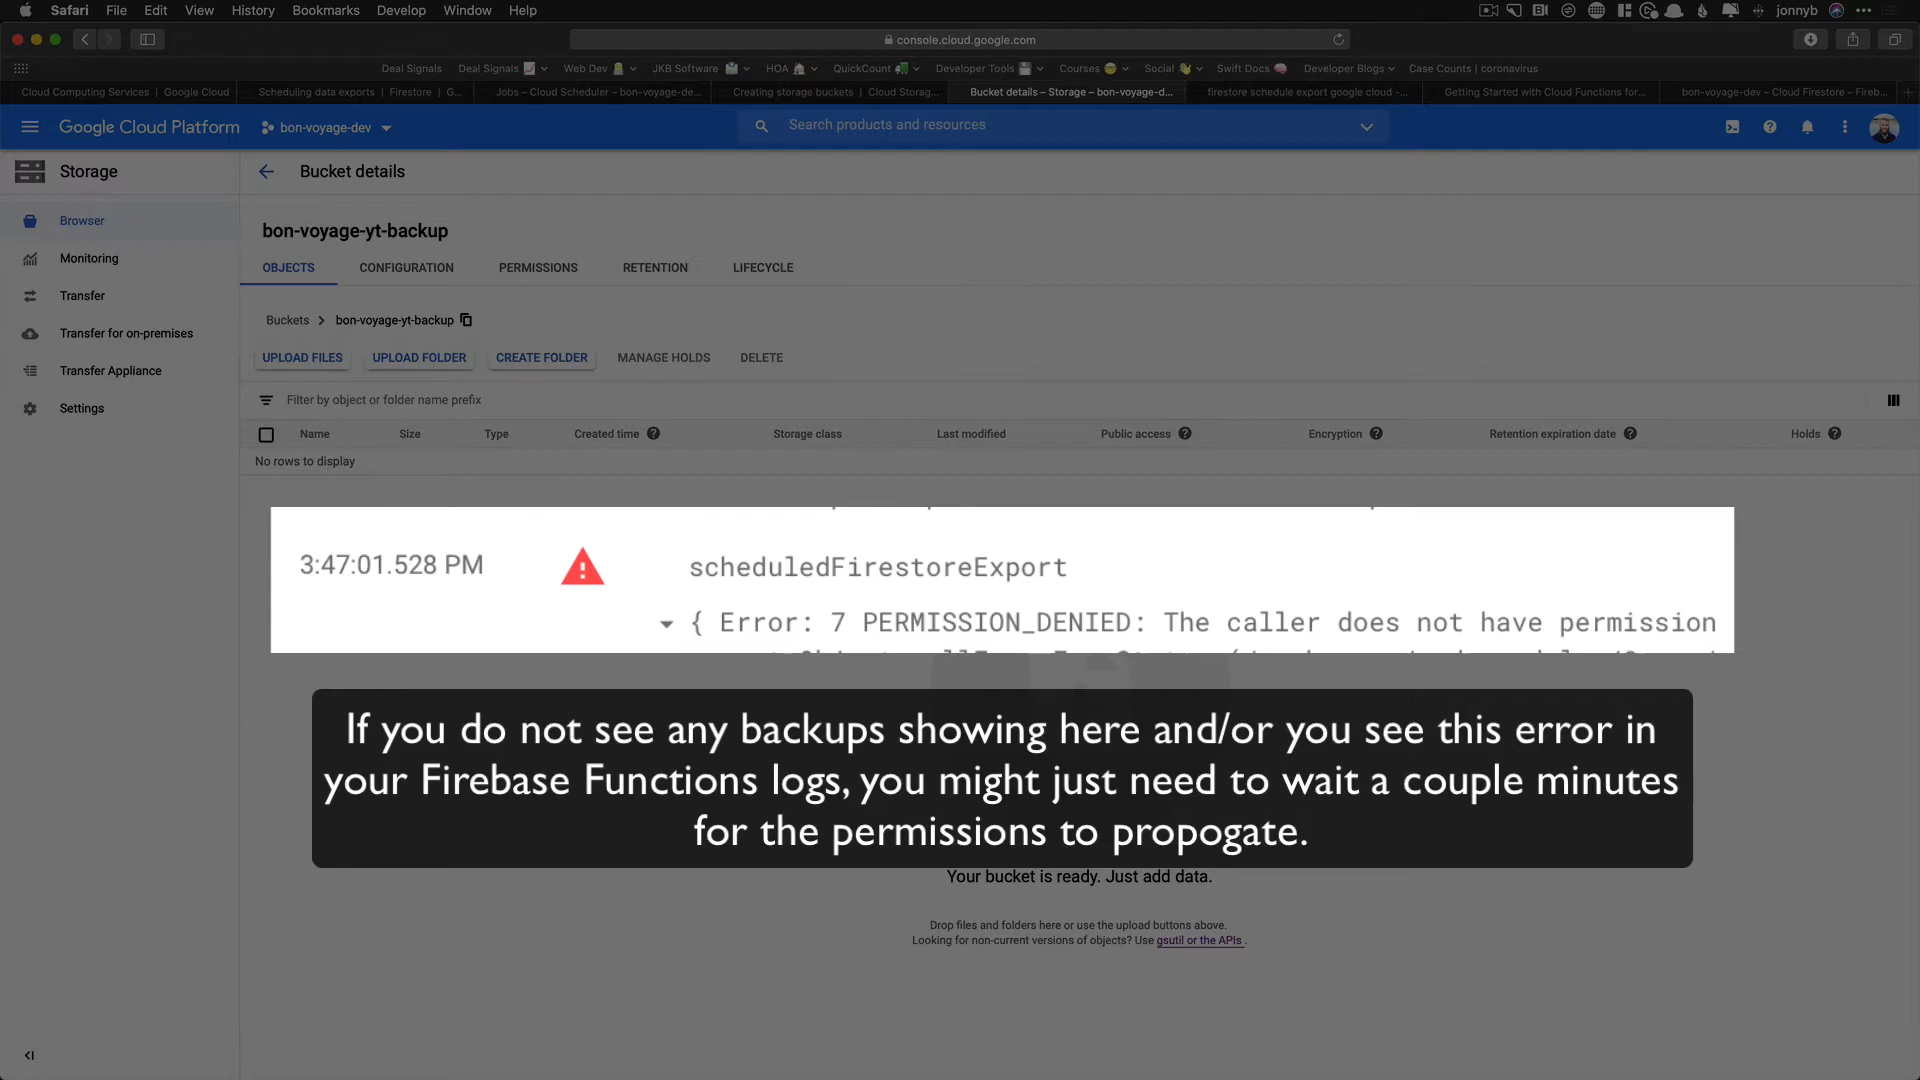 Safari File Edit View History Bookmarks Develop Window Help jonnyb
console.cloud.google.com
Deal Signals Deal Signals Web Dev JKB Software HOA QuickCount Developer Tools Courses Social Swift Docs Developer Blogs Case Counts | coronavirus
Cloud Computing Services | Google Cloud Scheduling data exports | Firestore | G... Jobs – Cloud Scheduler – bon-voyage-de... Creating storage buckets | Cloud Storag... Bucket details – Storage – bon-voyage-d... firestore schedule export google cloud -... Getting Started with Cloud Functions for... bon-voyage-dev – Cloud Firestore – Fireb...
Google Cloud Platform bon-voyage-dev Search products and resources
Storage Bucket details
Browser
Monitoring
Transfer
Transfer for on-premises
Transfer Appliance
Settings
bon-voyage-yt-backup
OBJECTS CONFIGURATION PERMISSIONS RETENTION LIFECYCLE
Buckets > bon-voyage-yt-backup
UPLOAD FILES UPLOAD FOLDER CREATE FOLDER MANAGE HOLDS DELETE
Filter by object or folder name prefix
Name Size Type Created time Storage class Last modified Public access Encryption Retention expiration date Holds
No rows to display
3:47:01.528 PM scheduledFirestoreExport
{ Error: 7 PERMISSION_DENIED: The caller does not have permission
If you do not see any backups showing here and/or you see this error in
your Firebase Functions logs, you might just need to wait a couple minutes
for the permissions to propogate.
Your bucket is ready. Just add data.
Drop files and folders here or use the upload buttons above.
Looking for non-current versions of objects? Use gsutil or the APIs .